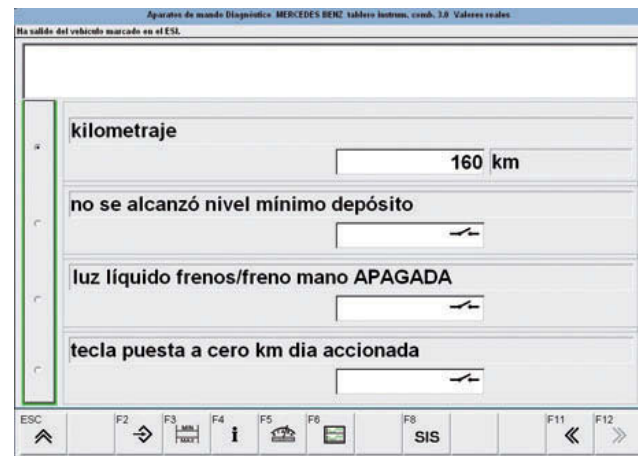 Aparatos de mando Diagnóstico MERCEDES BENZ tablero instrum. comb. 3.0 Valeres reales
Ha salido del vehículo marcado en el ESI.
kilometraje
160 km
no se alcanzó nivel mínimo depósito
luz líquido frenos/freno mano APAGADA
tecla puesta a cero km dia accionada
ESC F2 F3 F4 F5 F6 F8 F11 F12
MIN
MAX
i
SIS